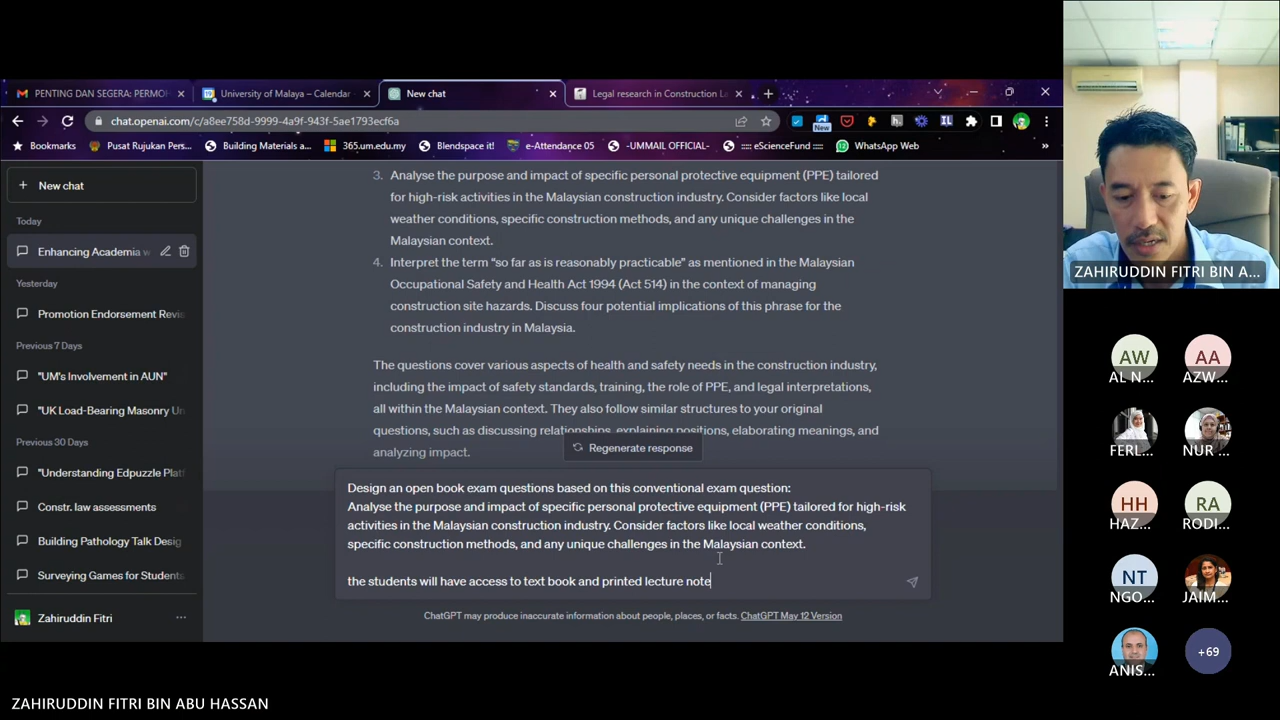 PENTING DAN SEGERA: PERMOH
University of Malaya – Calendar
New chat
Legal research in Construction La
chat.openai.com/c/a8ee758d-9999-4a9f-943f-5ae1793ecf6a
New
Bookmarks
Pusat Rujukan Pers...
Building Materials a...
365.um.edu.my
Blendspace it!
e-Attendance 05
-UMMAIL OFFICIAL-
:::: eScienceFund ::::
WhatsApp Web
New chat
Today
Enhancing Academia w
Yesterday
Promotion Endorsement Revis
Previous 7 Days
"UM's Involvement in AUN"
"UK Load-Bearing Masonry Un
Previous 30 Days
"Understanding Edpuzzle Platf
Constr. law assessments
Building Pathology Talk Desig
Surveying Games for Students
Zahiruddin Fitri
3. Analyse the purpose and impact of specific personal protective equipment (PPE) tailored
for high-risk activities in the Malaysian construction industry. Consider factors like local
weather conditions, specific construction methods, and any unique challenges in the
Malaysian context.
4. Interpret the term "so far as is reasonably practicable" as mentioned in the Malaysian
Occupational Safety and Health Act 1994 (Act 514) in the context of managing
construction site hazards. Discuss four potential implications of this phrase for the
construction industry in Malaysia.
The questions cover various aspects of health and safety needs in the construction industry,
including the impact of safety standards, training, the role of PPE, and legal interpretations,
all within the Malaysian context. They also follow similar structures to your original
questions, such as discussing relationships, explaining positions, elaborating meanings, and
analyzing impact.
Regenerate response
Design an open book exam questions based on this conventional exam question:
Analyse the purpose and impact of specific personal protective equipment (PPE) tailored for high-risk
activities in the Malaysian construction industry. Consider factors like local weather conditions,
specific construction methods, and any unique challenges in the Malaysian context.
the students will have access to text book and printed lecture note
ChatGPT may produce inaccurate information about people, places, or facts. ChatGPT May 12 Version
ZAHIRUDDIN FITRI BIN A...
AW
AL N...
AA
AZW...
FERL...
NUR ...
HH
HAZ...
RA
RODI...
NT
NGO...
JAIM...
ANIS...
+69
ZAHIRUDDIN FITRI BIN ABU HASSAN